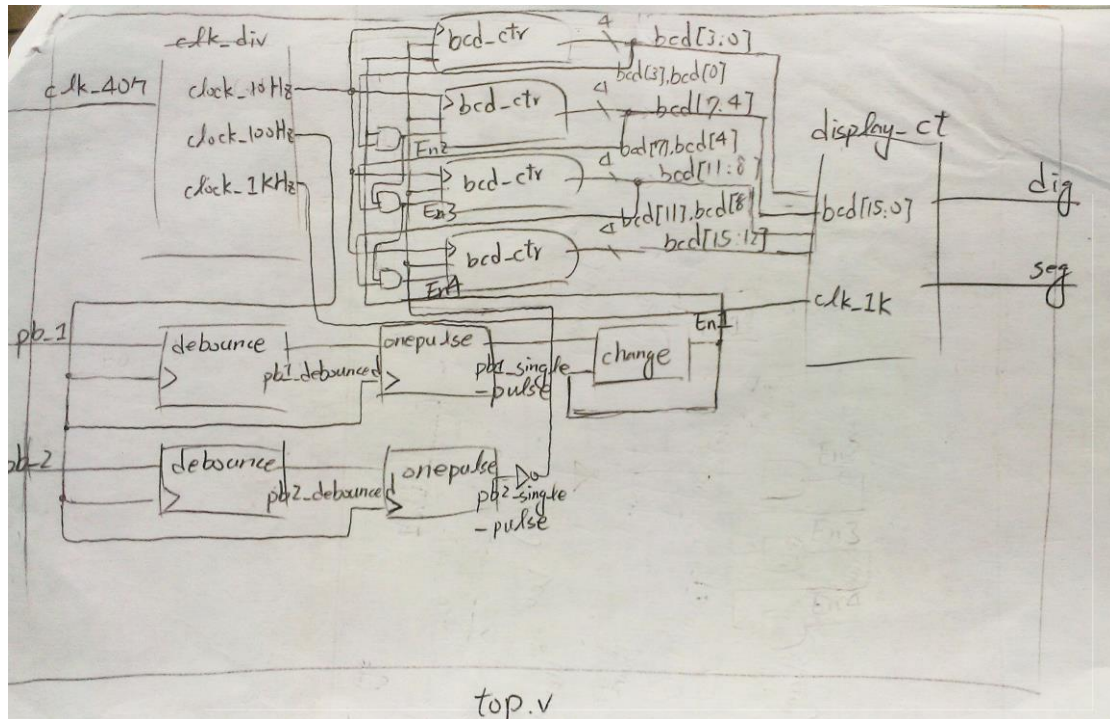 clk_div
clk_40M
clock_10Hz
clock_100Hz
clock_1kHz
bcd_ctr
4
bcd[3:0]
bcd[3],bcd[0]
bcd_ctr
4
bcd[7:4]
En2
bcd[7],bcd[4]
bcd_ctr
4
bcd[11:8]
En3
bcd[11],bcd[8]
bcd_ctr
4
bcd[15:12]
En4
display_ct
bcd[15:0]
clk_1k
dig
seg
pb_1
debounce
pb1_debounced
onepulse
pb1_single
-pulse
change
En1
pb_2
debounce
pb2_debounced
onepulse
pb2_single
-pulse
top.v